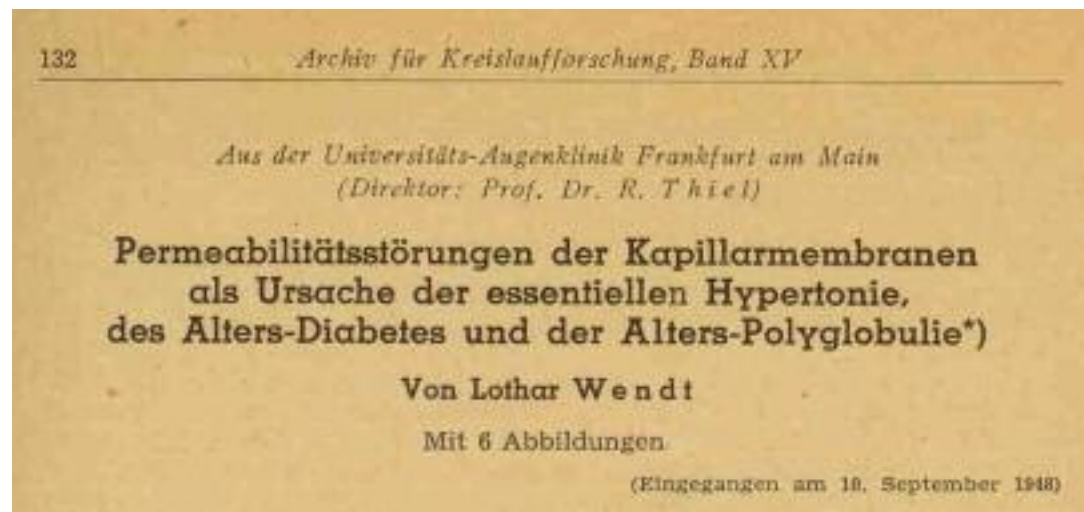 132 Archiv für Kreislaufforschung, Band XV
Aus der Universitäts-Augenklinik Frankfurt am Main
(Direktor: Prof. Dr. R. Thiel)
Permeabilitätsstörungen der Kapillarmembranen
als Ursache der essentiellen Hypertonie,
des Alters-Diabetes und der Alters-Polyglobulie*)
Von Lothar Wendt
Mit 6 Abbildungen
(Eingegangen am 10. September 1948)